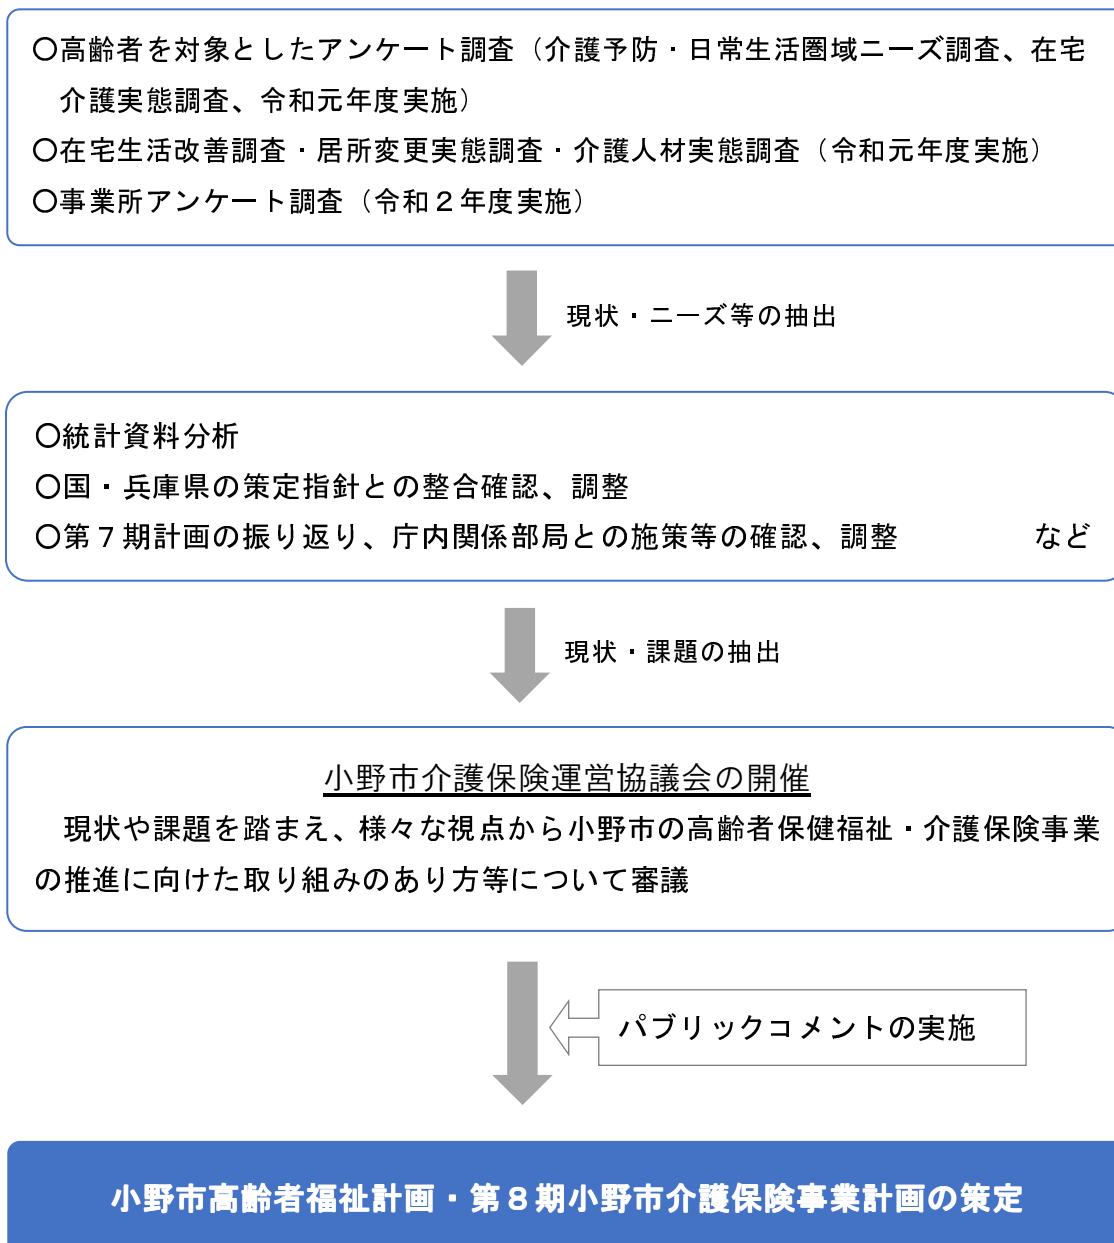 〇高齢者を対象としたアンケート調査（介護予防・日常生活圏域ニーズ調査、在宅
介護実態調査、令和元年度実施）
〇在宅生活改善調査・居所変更実態調査・介護人材実態調査（令和元年度実施）
〇事業所アンケート調査（令和２年度実施）
現状・ニーズ等の抽出
〇統計資料分析
〇国・兵庫県の策定指針との整合確認、調整
〇第７期計画の振り返り、庁内関係部局との施策等の確認、調整　　　　など
現状・課題の抽出
小野市介護保険運営協議会の開催
現状や課題を踏まえ、様々な視点から小野市の高齢者保健福祉・介護保険事業
の推進に向けた取り組みのあり方等について審議
パブリックコメントの実施
小野市高齢者福祉計画・第８期小野市介護保険事業計画の策定